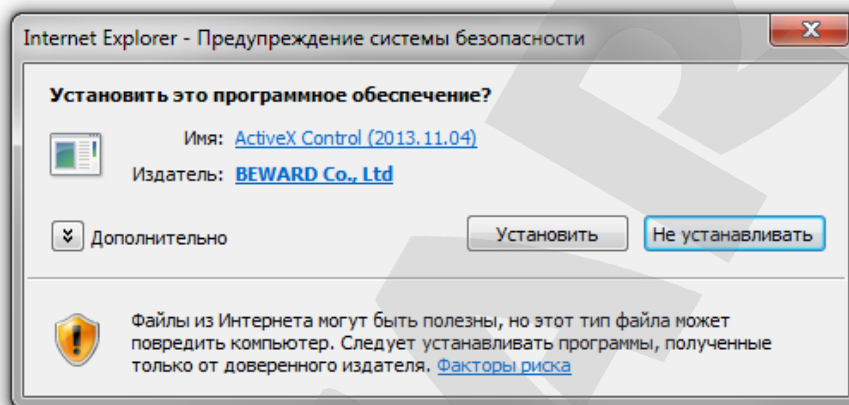 Internet Explorer - Предупреждение системы безопасности
Установить это программное обеспечение?
Имя: ActiveX Control (2013.11.04)
Издатель: BEWARD Co., Ltd
Дополнительно
Установить
Не устанавливать
Файлы из Интернета могут быть полезны, но этот тип файла может
повредить компьютер. Следует устанавливать программы, полученные
только от доверенного издателя. Факторы риска